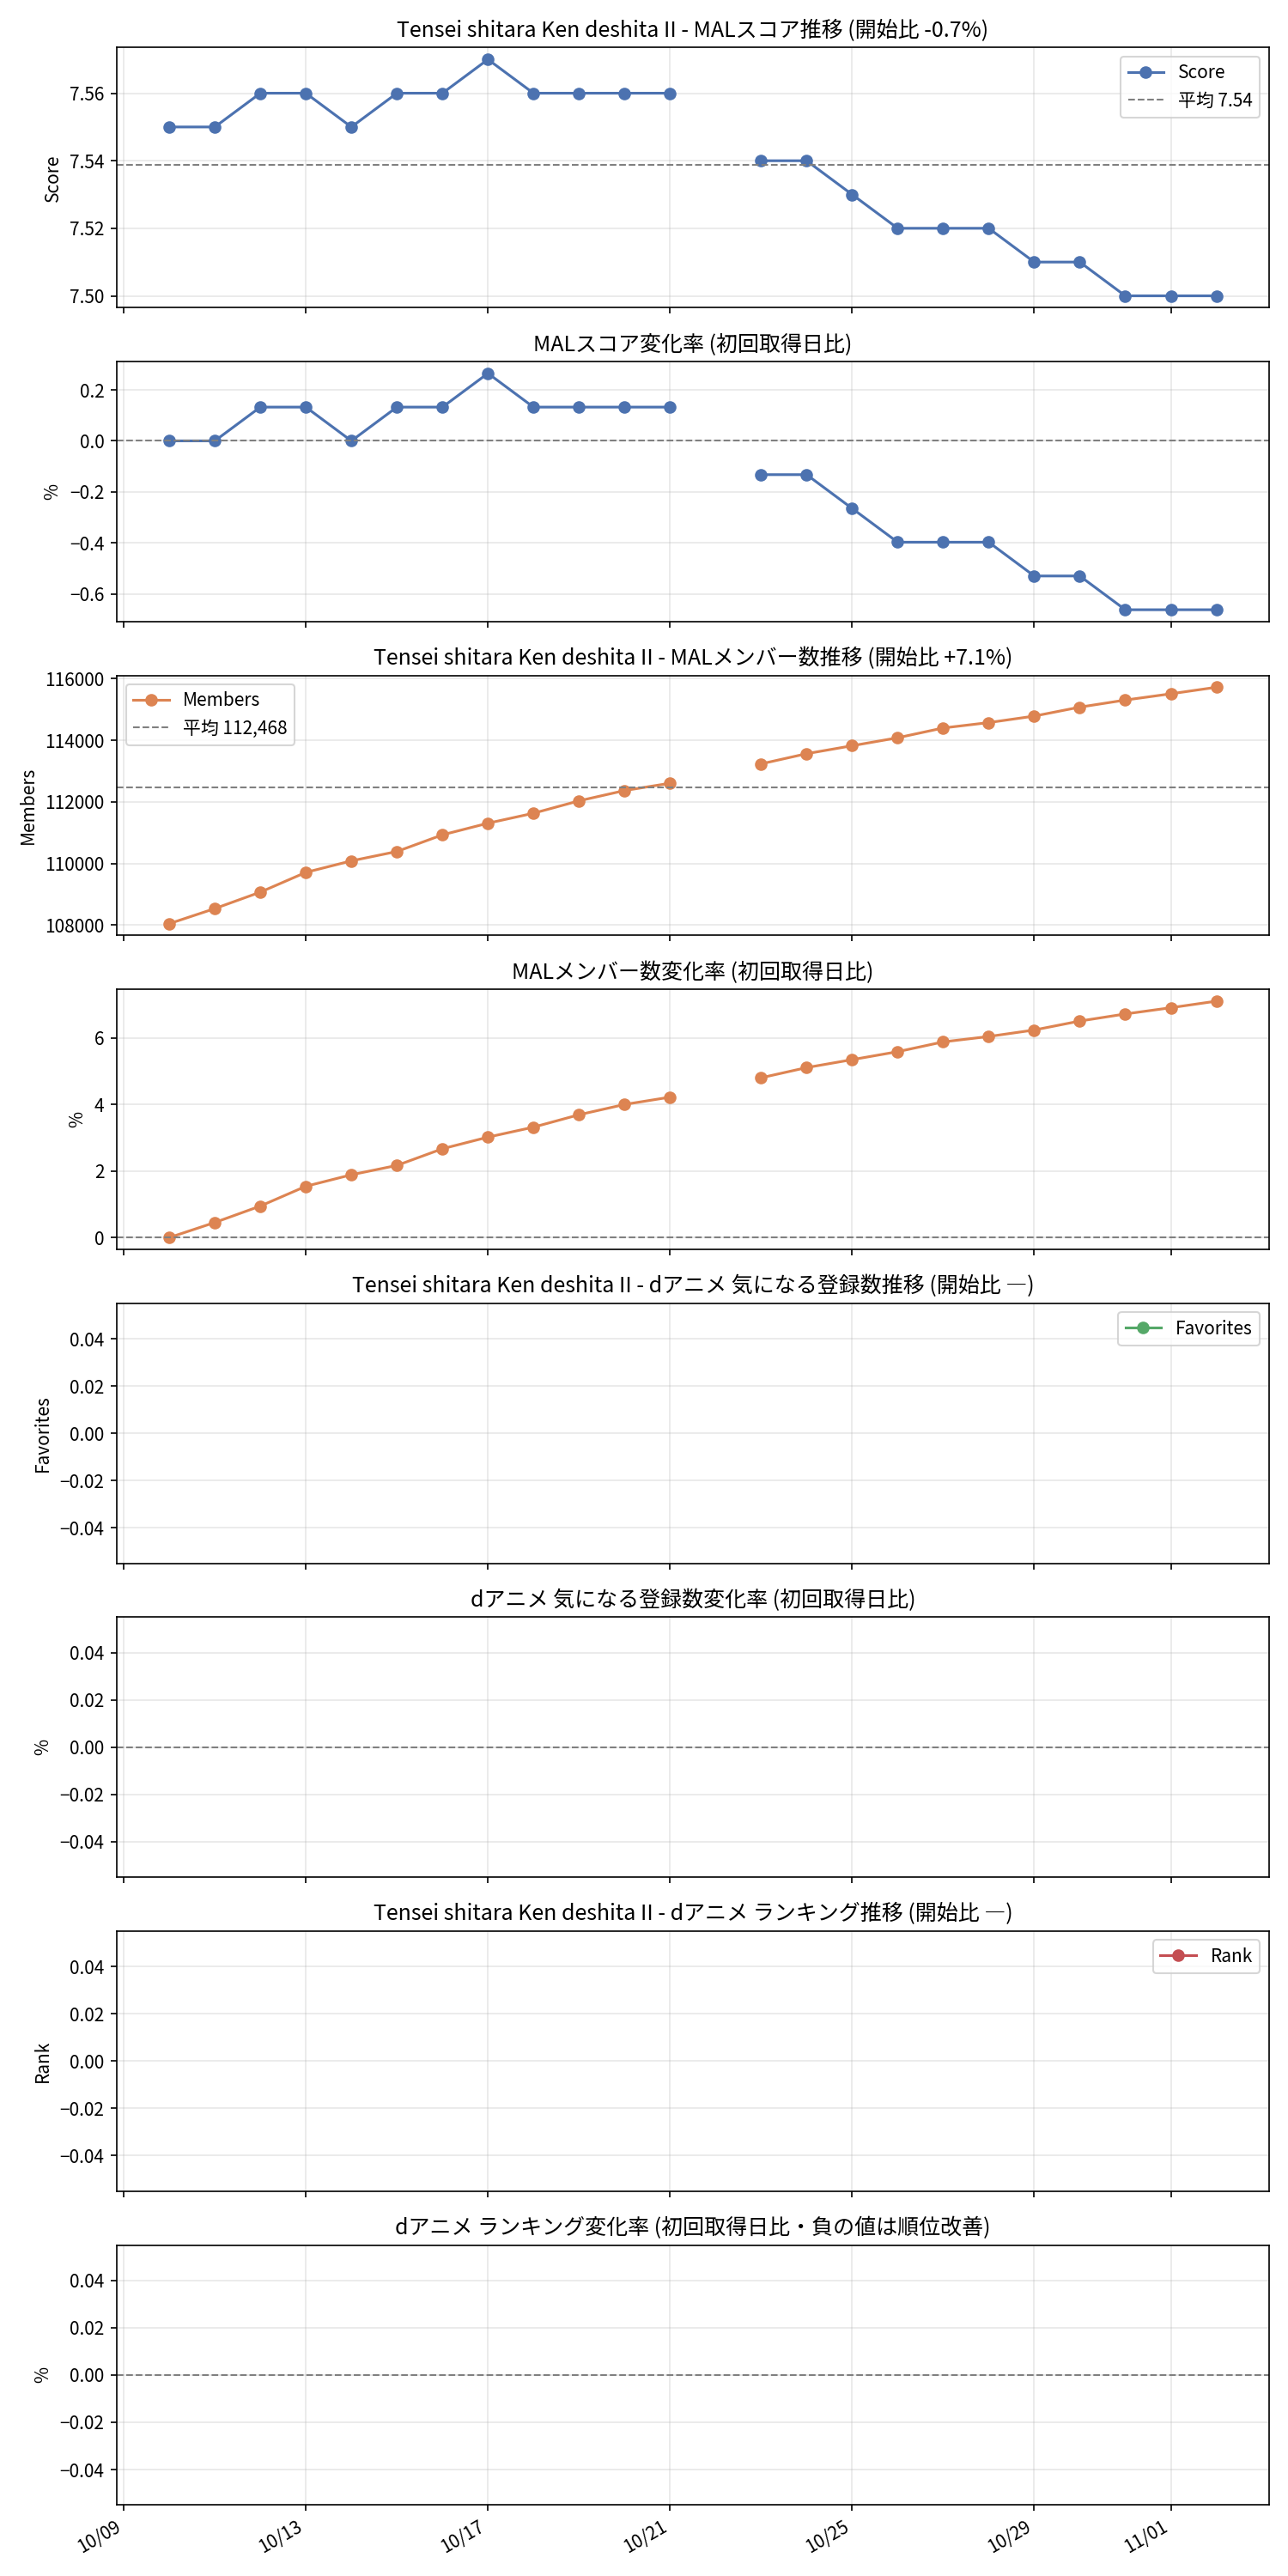 Tensei shitara Ken deshita II - MALスコア推移 (開始比 -0.7%)
Score
7.56
7.54
7.52
7.50
Score
平均 7.54
MALスコア変化率 (初回取得日比)
%
0.2
0.0
−0.2
−0.4
−0.6
Tensei shitara Ken deshita II - MALメンバー数推移 (開始比 +7.1%)
Members
116000
114000
112000
110000
108000
Members
平均 112,468
MALメンバー数変化率 (初回取得日比)
%
6
4
2
0
Tensei shitara Ken deshita II - dアニメ 気になる登録数推移 (開始比 —)
Favorites
0.04
0.02
0.00
−0.02
−0.04
Favorites
dアニメ 気になる登録数変化率 (初回取得日比)
%
0.04
0.02
0.00
−0.02
−0.04
Tensei shitara Ken deshita II - dアニメ ランキング推移 (開始比 —)
Rank
0.04
0.02
0.00
−0.02
−0.04
Rank
dアニメ ランキング変化率 (初回取得日比・負の値は順位改善)
%
0.04
0.02
0.00
−0.02
−0.04
10/09
10/13
10/17
10/21
10/25
10/29
11/01